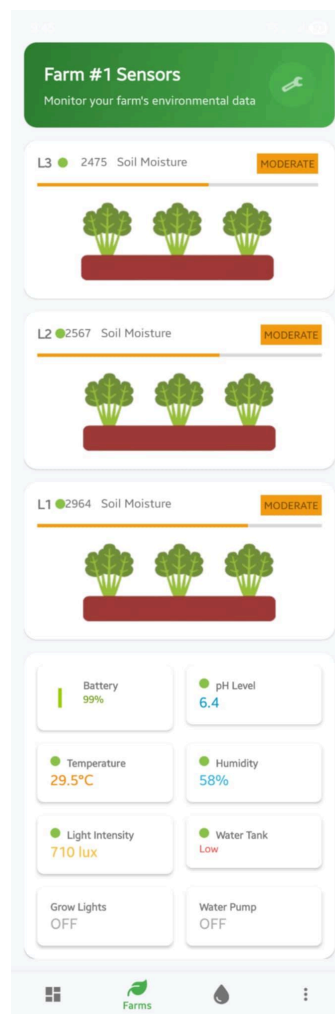 Farm #1 Sensors
Monitor your farm's environmental data
L3 2475 Soil Moisture MODERATE
L2 2567 Soil Moisture MODERATE
L1 2964 Soil Moisture MODERATE
Battery
99%
pH Level
6.4
Temperature
29.5°C
Humidity
58%
Light Intensity
710 lux
Water Tank
Low
Grow Lights
OFF
Water Pump
OFF
Farms